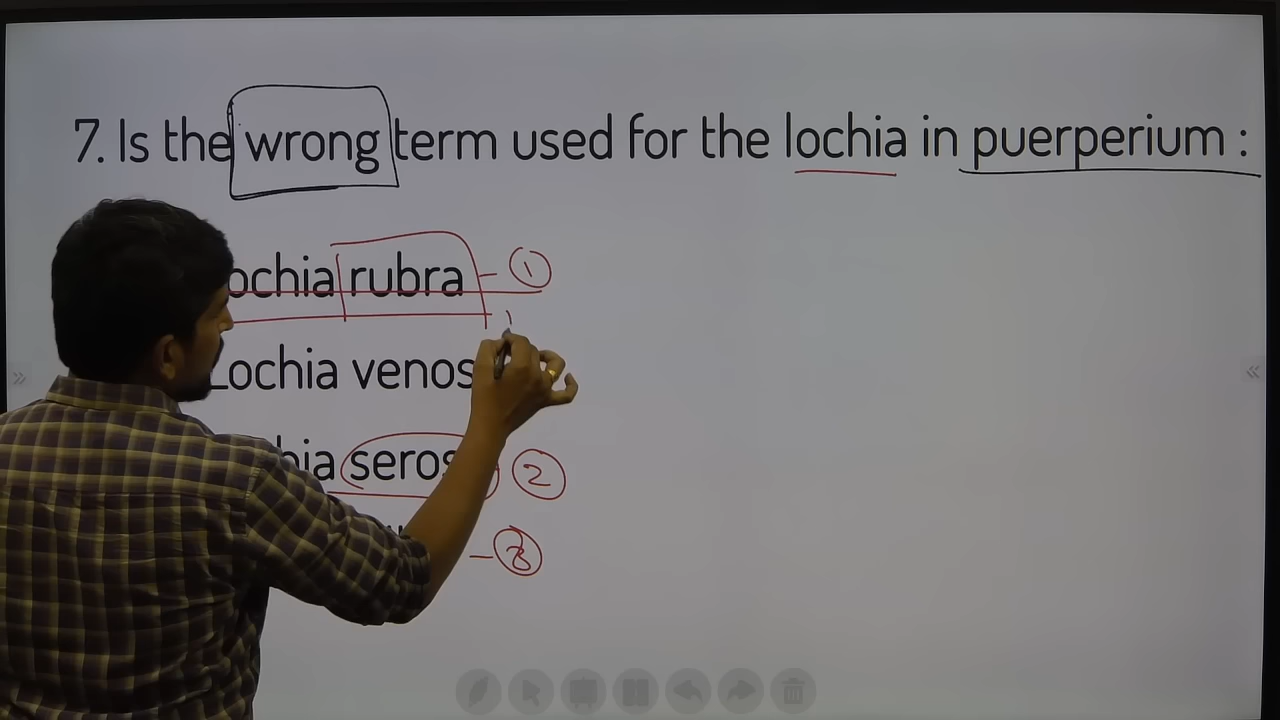 7. Is the wrong term used for the lochia in puerperium :
ochia rubra - 1
Lochia venos
hia seros 2
- 3